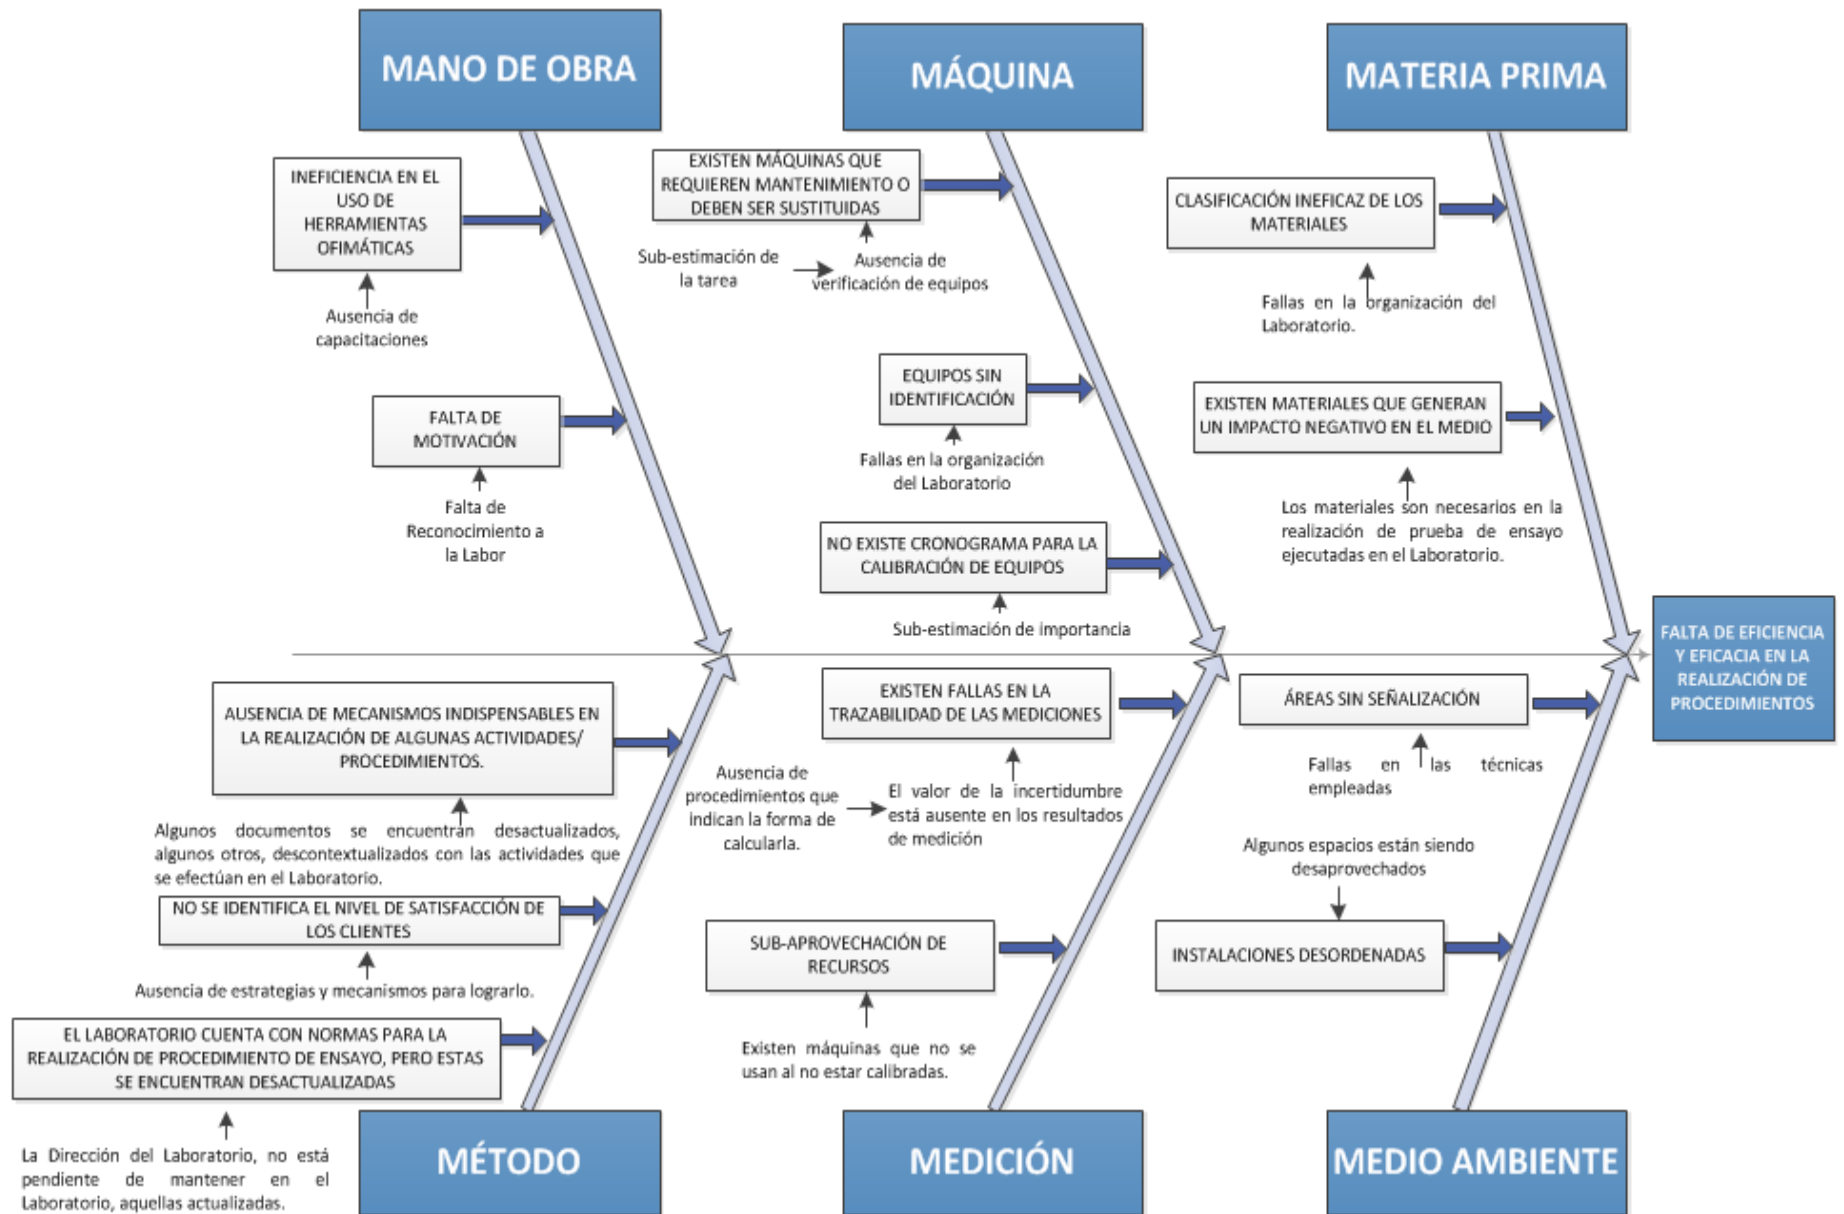 MANO DE OBRA
MÁQUINA
MATERIA PRIMA
INEFICIENCIA EN EL
USO DE
HERRAMIENTAS
OFIMÁTICAS
Ausencia de
capacitaciones
FALTA DE
MOTIVACIÓN
Falta de
Reconocimiento a
la Labor
EXISTEN MÁQUINAS QUE
REQUIEREN MANTENIMIENTO O
DEBEN SER SUSTITUIDAS
Sub-estimación de
la tarea
Ausencia de
verificación de equipos
EQUIPOS SIN
IDENTIFICACIÓN
Fallas en la organización
del Laboratorio
NO EXISTE CRONOGRAMA PARA LA
CALIBRACIÓN DE EQUIPOS
Sub-estimación de importancia
CLASIFICACIÓN INEFICAZ DE LOS
MATERIALES
Fallas en la organización del
Laboratorio.
EXISTEN MATERIALES QUE GENERAN
UN IMPACTO NEGATIVO EN EL MEDIO
Los materiales son necesarios en la
realización de prueba de ensayo
ejecutadas en el Laboratorio.
FALTA DE EFICIENCIA
Y EFICACIA EN LA
REALIZACIÓN DE
PROCEDIMIENTOS
AUSENCIA DE MECANISMOS INDISPENSABLES EN
LA REALIZACIÓN DE ALGUNAS ACTIVIDADES/
PROCEDIMIENTOS.
Algunos documentos se encuentran desactualizados,
algunos otros, descontextualizados con las actividades que
se efectúan en el Laboratorio.
NO SE IDENTIFICA EL NIVEL DE SATISFACCIÓN DE
LOS CLIENTES
Ausencia de estrategias y mecanismos para lograrlo.
EL LABORATORIO CUENTA CON NORMAS PARA LA
REALIZACIÓN DE PROCEDIMIENTO DE ENSAYO, PERO ESTAS
SE ENCUENTRAN DESACTUALIZADAS
La Dirección del Laboratorio, no está
pendiente de mantener en el
Laboratorio, aquellas actualizadas.
EXISTEN FALLAS EN LA
TRAZABILIDAD DE LAS MEDICIONES
Ausencia de
procedimientos que
indican la forma de
calcularla.
El valor de la incertidumbre
está ausente en los resultados
de medición
SUB-APROVECHACIÓN DE
RECURSOS
Existen máquinas que no se
usan al no estar calibradas.
ÁREAS SIN SEÑALIZACIÓN
Fallas en las técnicas
empleadas
Algunos espacios están siendo
desaprovechados
INSTALACIONES DESORDENADAS
MÉTODO
MEDICIÓN
MEDIO AMBIENTE